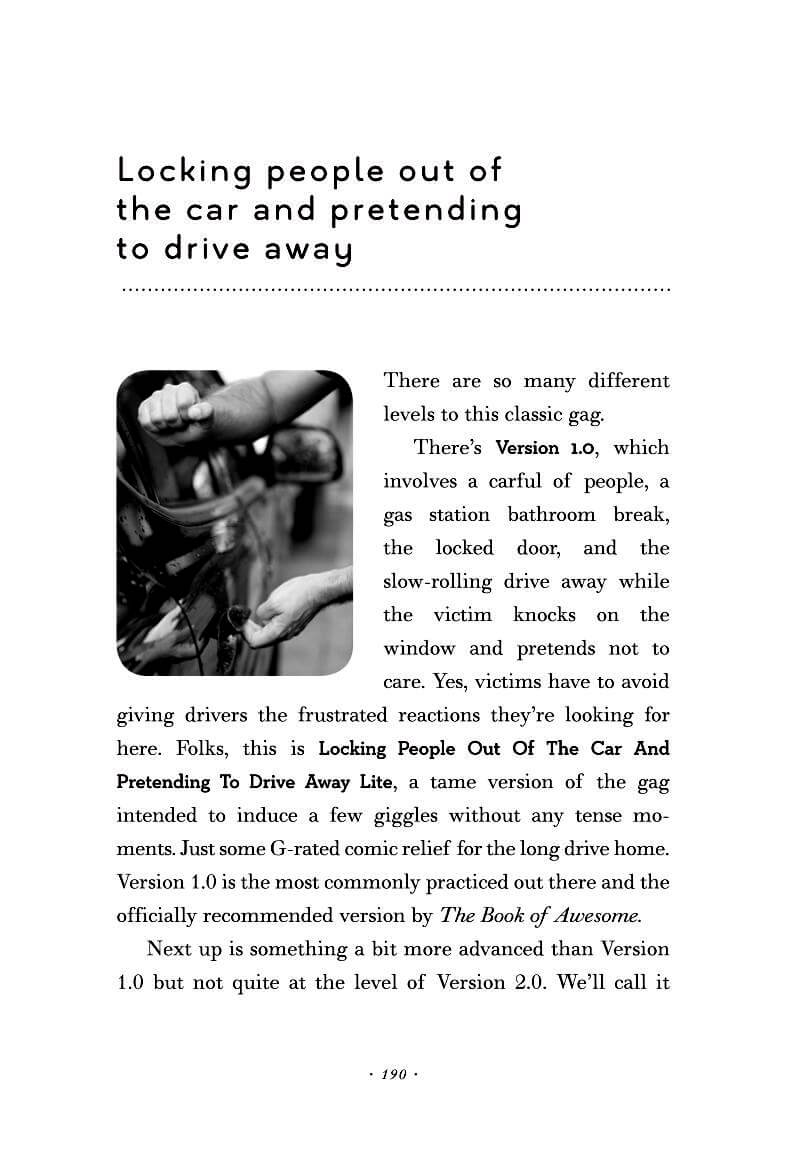 Locking people out of
the car and pretending
to drive away
There are so many different
levels to this classic gag.
There’s Version 1.0, which
involves a carful of people, a
gas station bathroom break,
the locked door, and the
slow-rolling drive away while
the victim knocks on the
window and pretends not to
care. Yes, victims have to avoid
giving drivers the frustrated reactions they’re looking for
here. Folks, this is Locking People Out Of The Car And
Pretending To Drive Away Lite, a tame version of the gag
intended to induce a few giggles without any tense mo-
ments. Just some G-rated comic relief for the long drive home.
Version 1.0 is the most commonly practiced out there and the
officially recommended version by The Book of Awesome.
Next up is something a bit more advanced than Version
1.0 but not quite at the level of Version 2.0. We’ll call it
· 190 ·